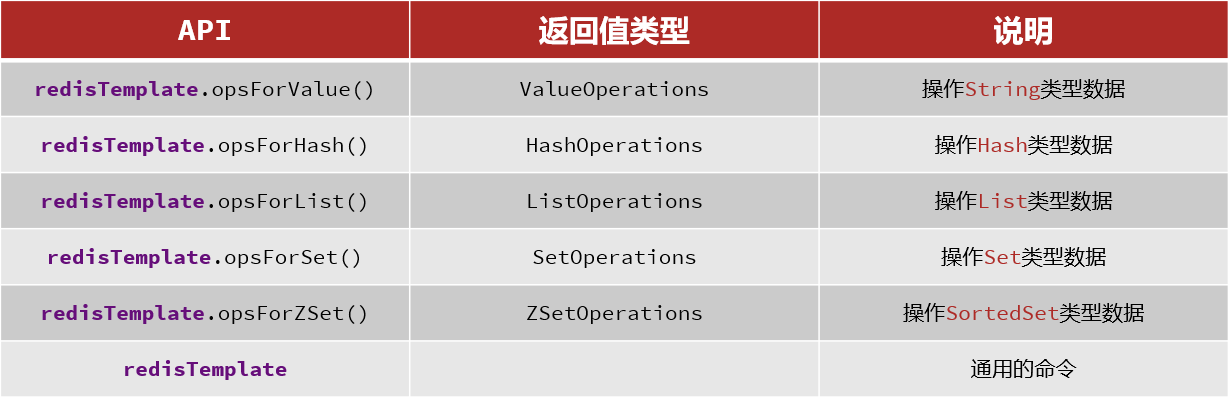 API 返回值类型 说明
redisTemplate.opsForValue() ValueOperations 操作String类型数据
redisTemplate.opsForHash() HashOperations 操作Hash类型数据
redisTemplate.opsForList() ListOperations 操作List类型数据
redisTemplate.opsForSet() SetOperations 操作Set类型数据
redisTemplate.opsForZSet() ZSetOperations 操作SortedSet类型数据
redisTemplate 通用的命令